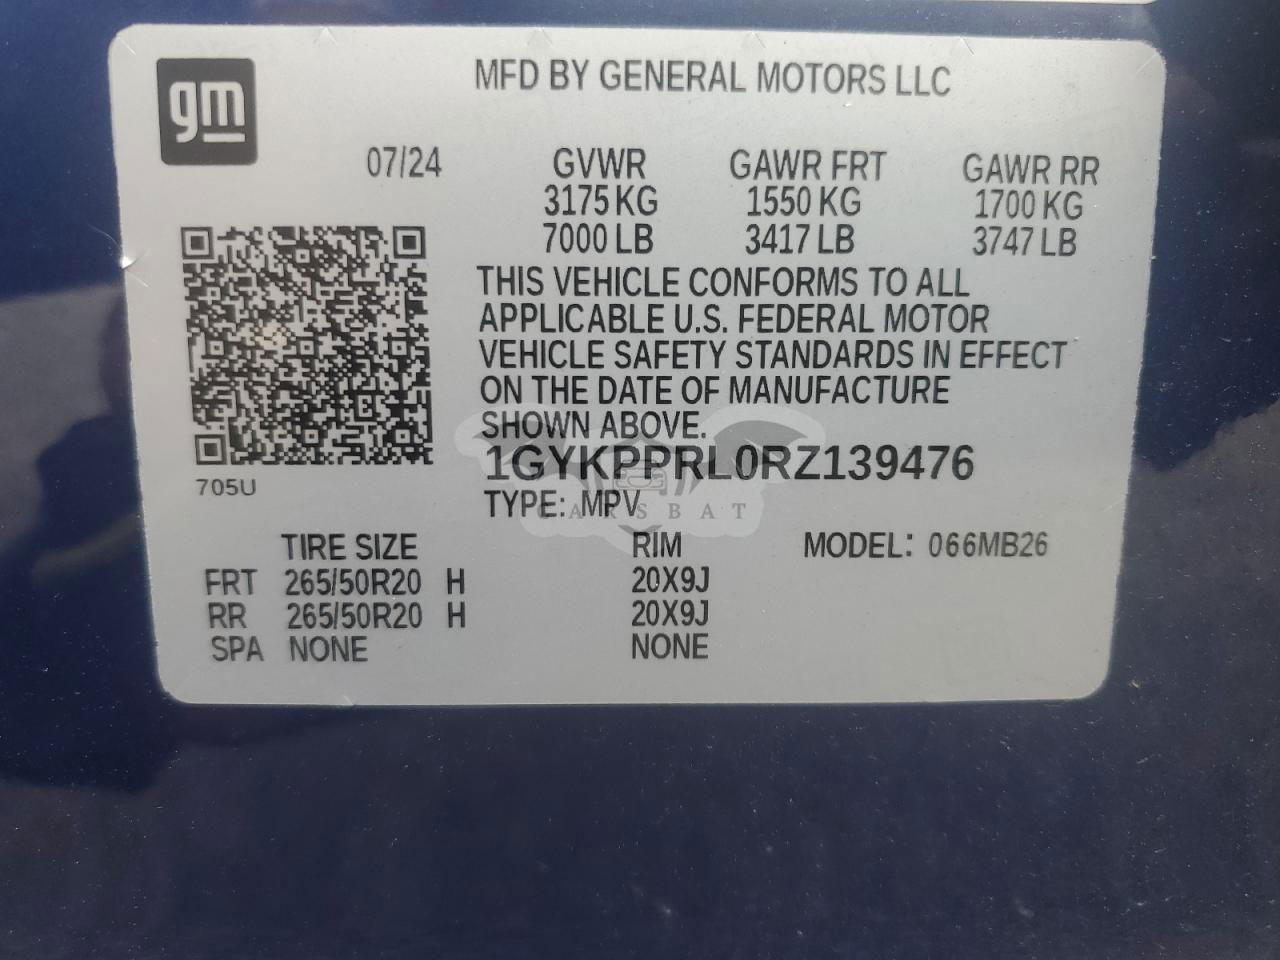 gm
MFD BY GENERAL MOTORS LLC
07/24 GVWR GAWR FRT GAWR RR
3175 KG 1550 KG 1700 KG
7000 LB 3417 LB 3747 LB
THIS VEHICLE CONFORMS TO ALL
APPLICABLE U.S. FEDERAL MOTOR
VEHICLE SAFETY STANDARDS IN EFFECT
ON THE DATE OF MANUFACTURE
SHOWN ABOVE.
1GYKPPRL0RZ139476
705U
TYPE: MPV
CARSBAT
TIRE SIZE RIM MODEL: 066MB26
FRT 265/50R20 H 20X9J
RR 265/50R20 H 20X9J
SPA NONE NONE